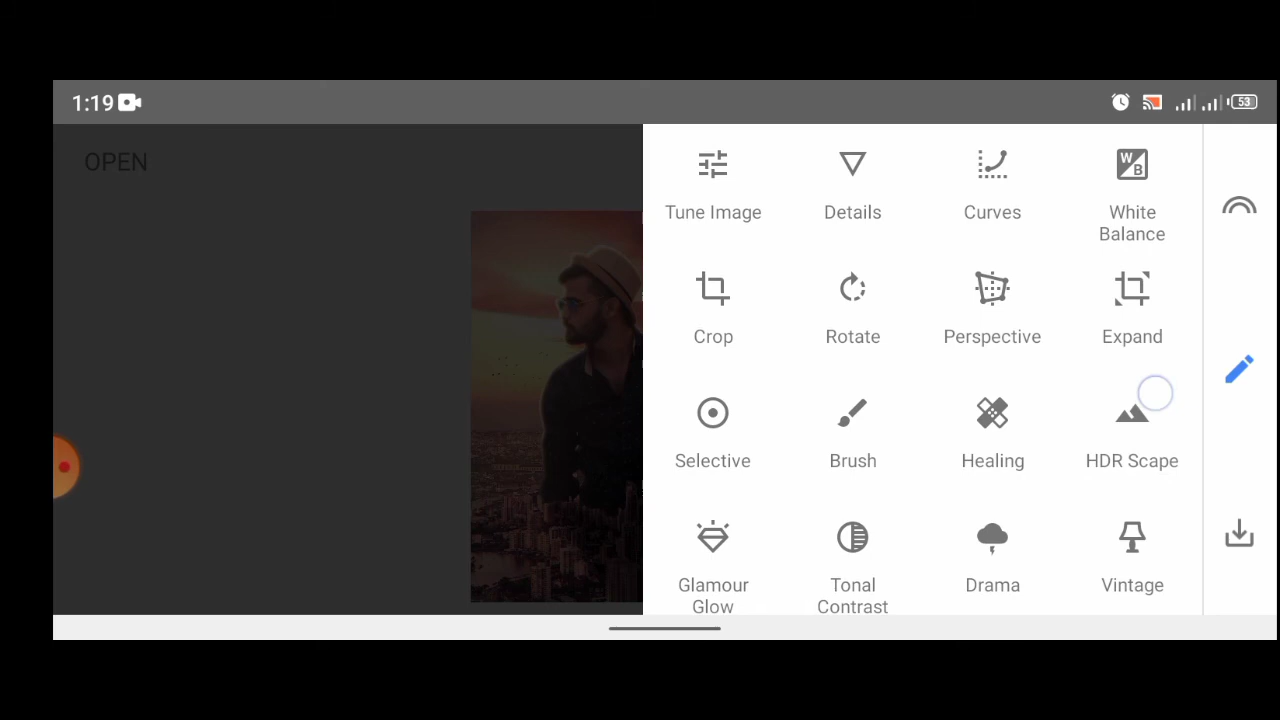 1:19
53
OPEN
Tune Image
Details
Curves
W
B
White
Balance
Crop
Rotate
Perspective
Expand
Selective
Brush
Healing
HDR Scape
Glamour
Glow
Tonal
Contrast
Drama
Vintage